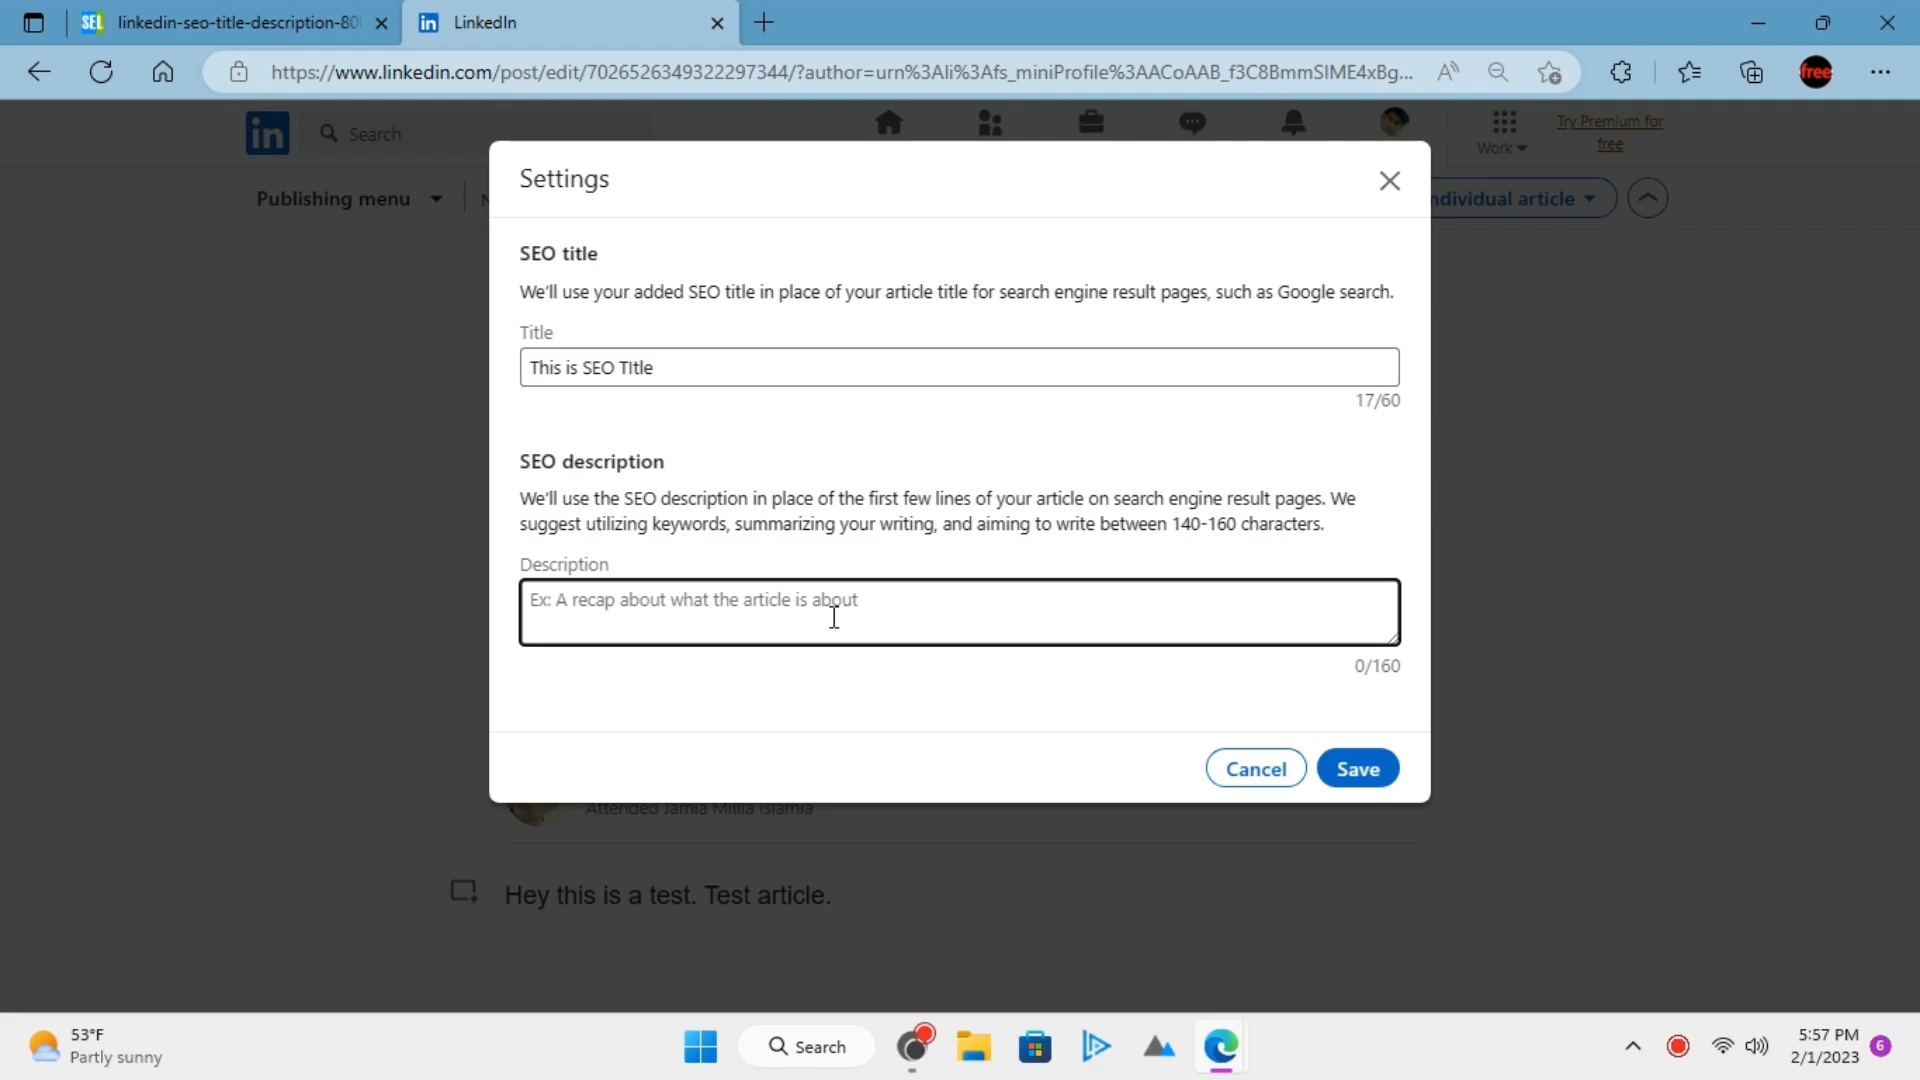 SEL linkedin-seo-title-description-80
in LinkedIn
https://www.linkedin.com/post/edit/7026526349322297344/?author=urn%3Ali%3Afs_miniProfile%3AACoAAB_f3C8BmmSIME4xBg...
free
in Search
Work
Try Premium for
free
Publishing menu
ndividual article
Settings
SEO title
We'll use your added SEO title in place of your article title for search engine result pages, such as Google search.
Title
This is SEO TItle
17/60
SEO description
We'll use the SEO description in place of the first few lines of your article on search engine result pages. We
suggest utilizing keywords, summarizing your writing, and aiming to write between 140-160 characters.
Description
Ex: A recap about what the article is about
0/160
Cancel Save
Attended Jamia Millia Islamia
Hey this is a test. Test article.
53°F
Partly sunny
Search
5:57 PM
2/1/2023
6